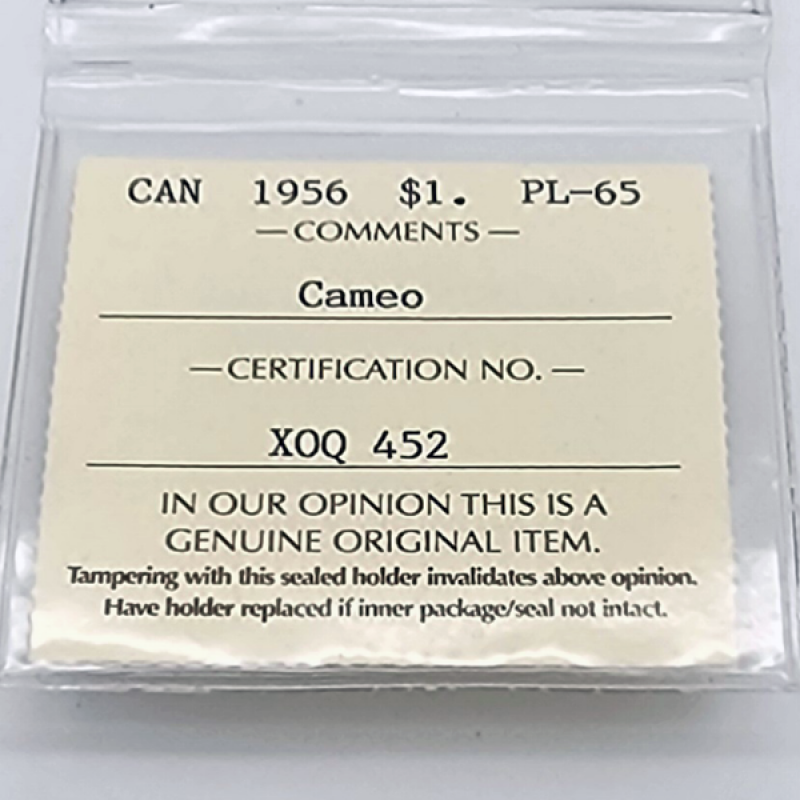 CAN 1956 $1. PL-65
— COMMENTS —
Cameo
— CERTIFICATION NO. —
XOQ 452
IN OUR OPINION THIS IS A
GENUINE ORIGINAL ITEM.
Tampering with this sealed holder invalidates above opinion.
Have holder replaced if inner package/seal not intact.